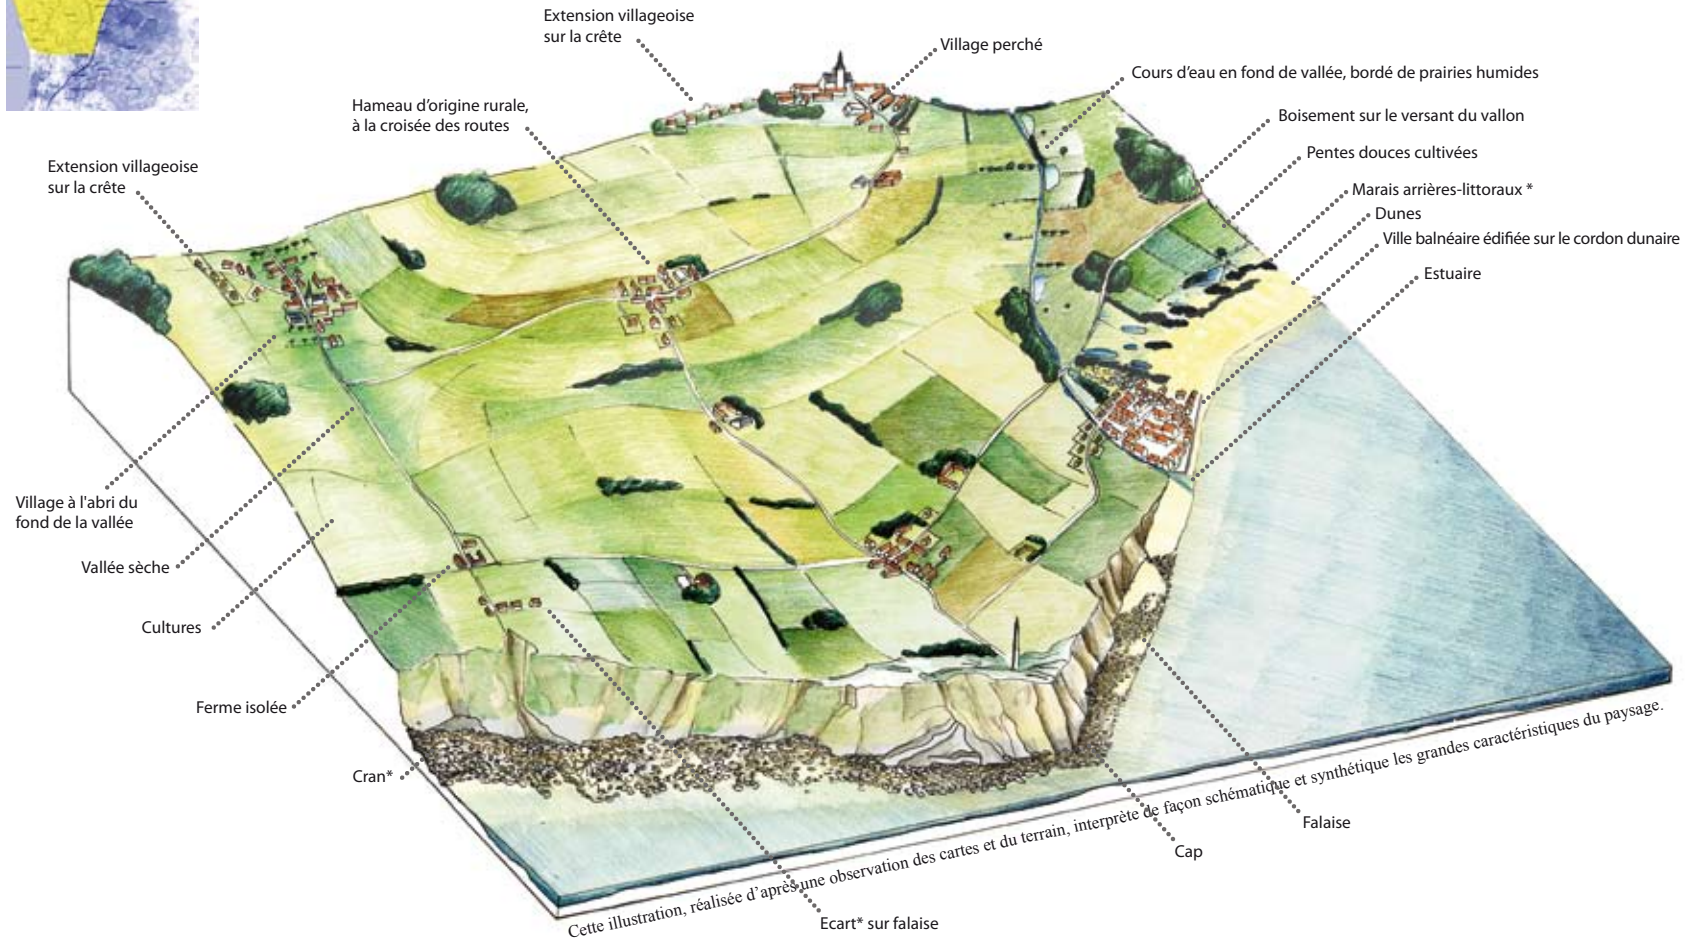 Extension villageoise
sur la crête
Village perché
Cours d'eau en fond de vallée, bordé de prairies humides
Hameau d'origine rurale,
à la croisée des routes
Boisement sur le versant du vallon
Pentes douces cultivées
Extension villageoise
sur la crête
Marais arrières-littoraux *
Dunes
Ville balnéaire édifiée sur le cordon dunaire
Estuaire
Village à l'abri du
fond de la vallée
Vallée sèche
Cultures
Ferme isolée
Cran*
Falaise
Cap
Ecart* sur falaise
Cette illustration, réalisée d'après une observation des cartes et du terrain, interprète de façon schématique et synthétique les grandes caractéristiques du paysage.